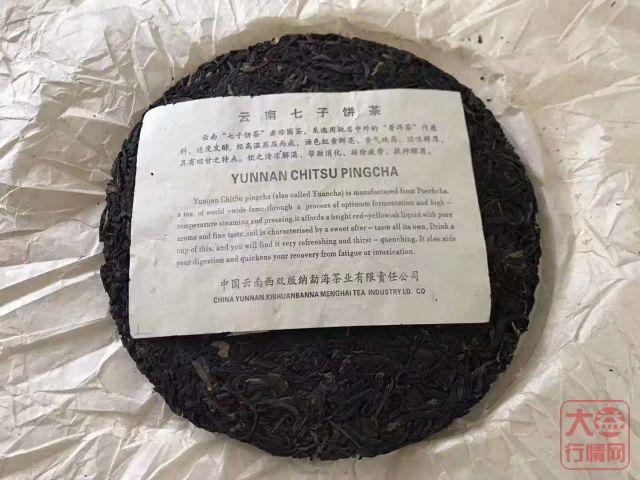 云南七子饼茶
云南“七子饼茶”亦称圆茶，系选用驰名中外的“普洱茶”作原
料，适度发酵，经高温蒸压而成，汤色红黄鲜亮，香气纯高，滋味醇厚，
具有回甘之特点。饮之清凉解渴，帮助消化，祛除疲劳，提神醒酒。
YUNNAN CHITSU PINGCHA
Yunnan ChitSu pingcha (also called Yuancha) is manufactured from Puerhcha.
a tea of world -wide fame through a process of optimum fermentation and high -
temperature steaming and pressing.it affords a bright red-yellowish liquid with pure
aroma and fine taste.and is characterised by a sweet after- taste all its own. Drink a
cup of this, and you will find it very refreeshing and thirst - quenching. It also aids
your digestion and quickens your recovery from fatigue or intoxication.
中国云南西双版纳勐海茶业有限责任公司
CHINA YUNNAN XISHUANBANNA MENGHAI TEA INDUSTRY LD. CO
大益
行情网